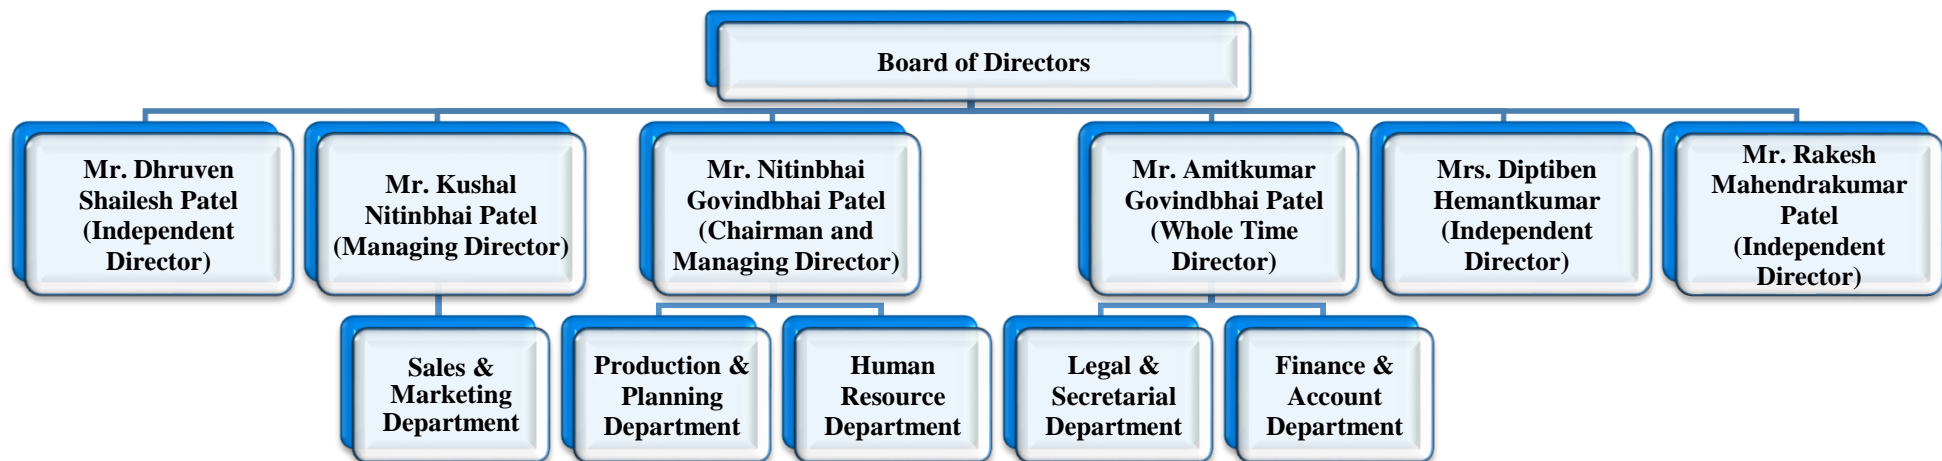 Board of Directors
Mr. Dhruven
Shailesh Patel
(Independent
Director)
Mr. Kushal
Nitinbhai Patel
(Managing Director)
Mr. Nitinbhai
Govindbhai Patel
(Chairman and
Managing Director)
Mr. Amitkumar
Govindbhai Patel
(Whole Time
Director)
Mrs. Diptiben
Hemantkumar
(Independent
Director)
Mr. Rakesh
Mahendrakumar
Patel
(Independent
Director)
Sales &
Marketing
Department
Production &
Planning
Department
Human
Resource
Department
Legal &
Secretarial
Department
Finance &
Account
Department